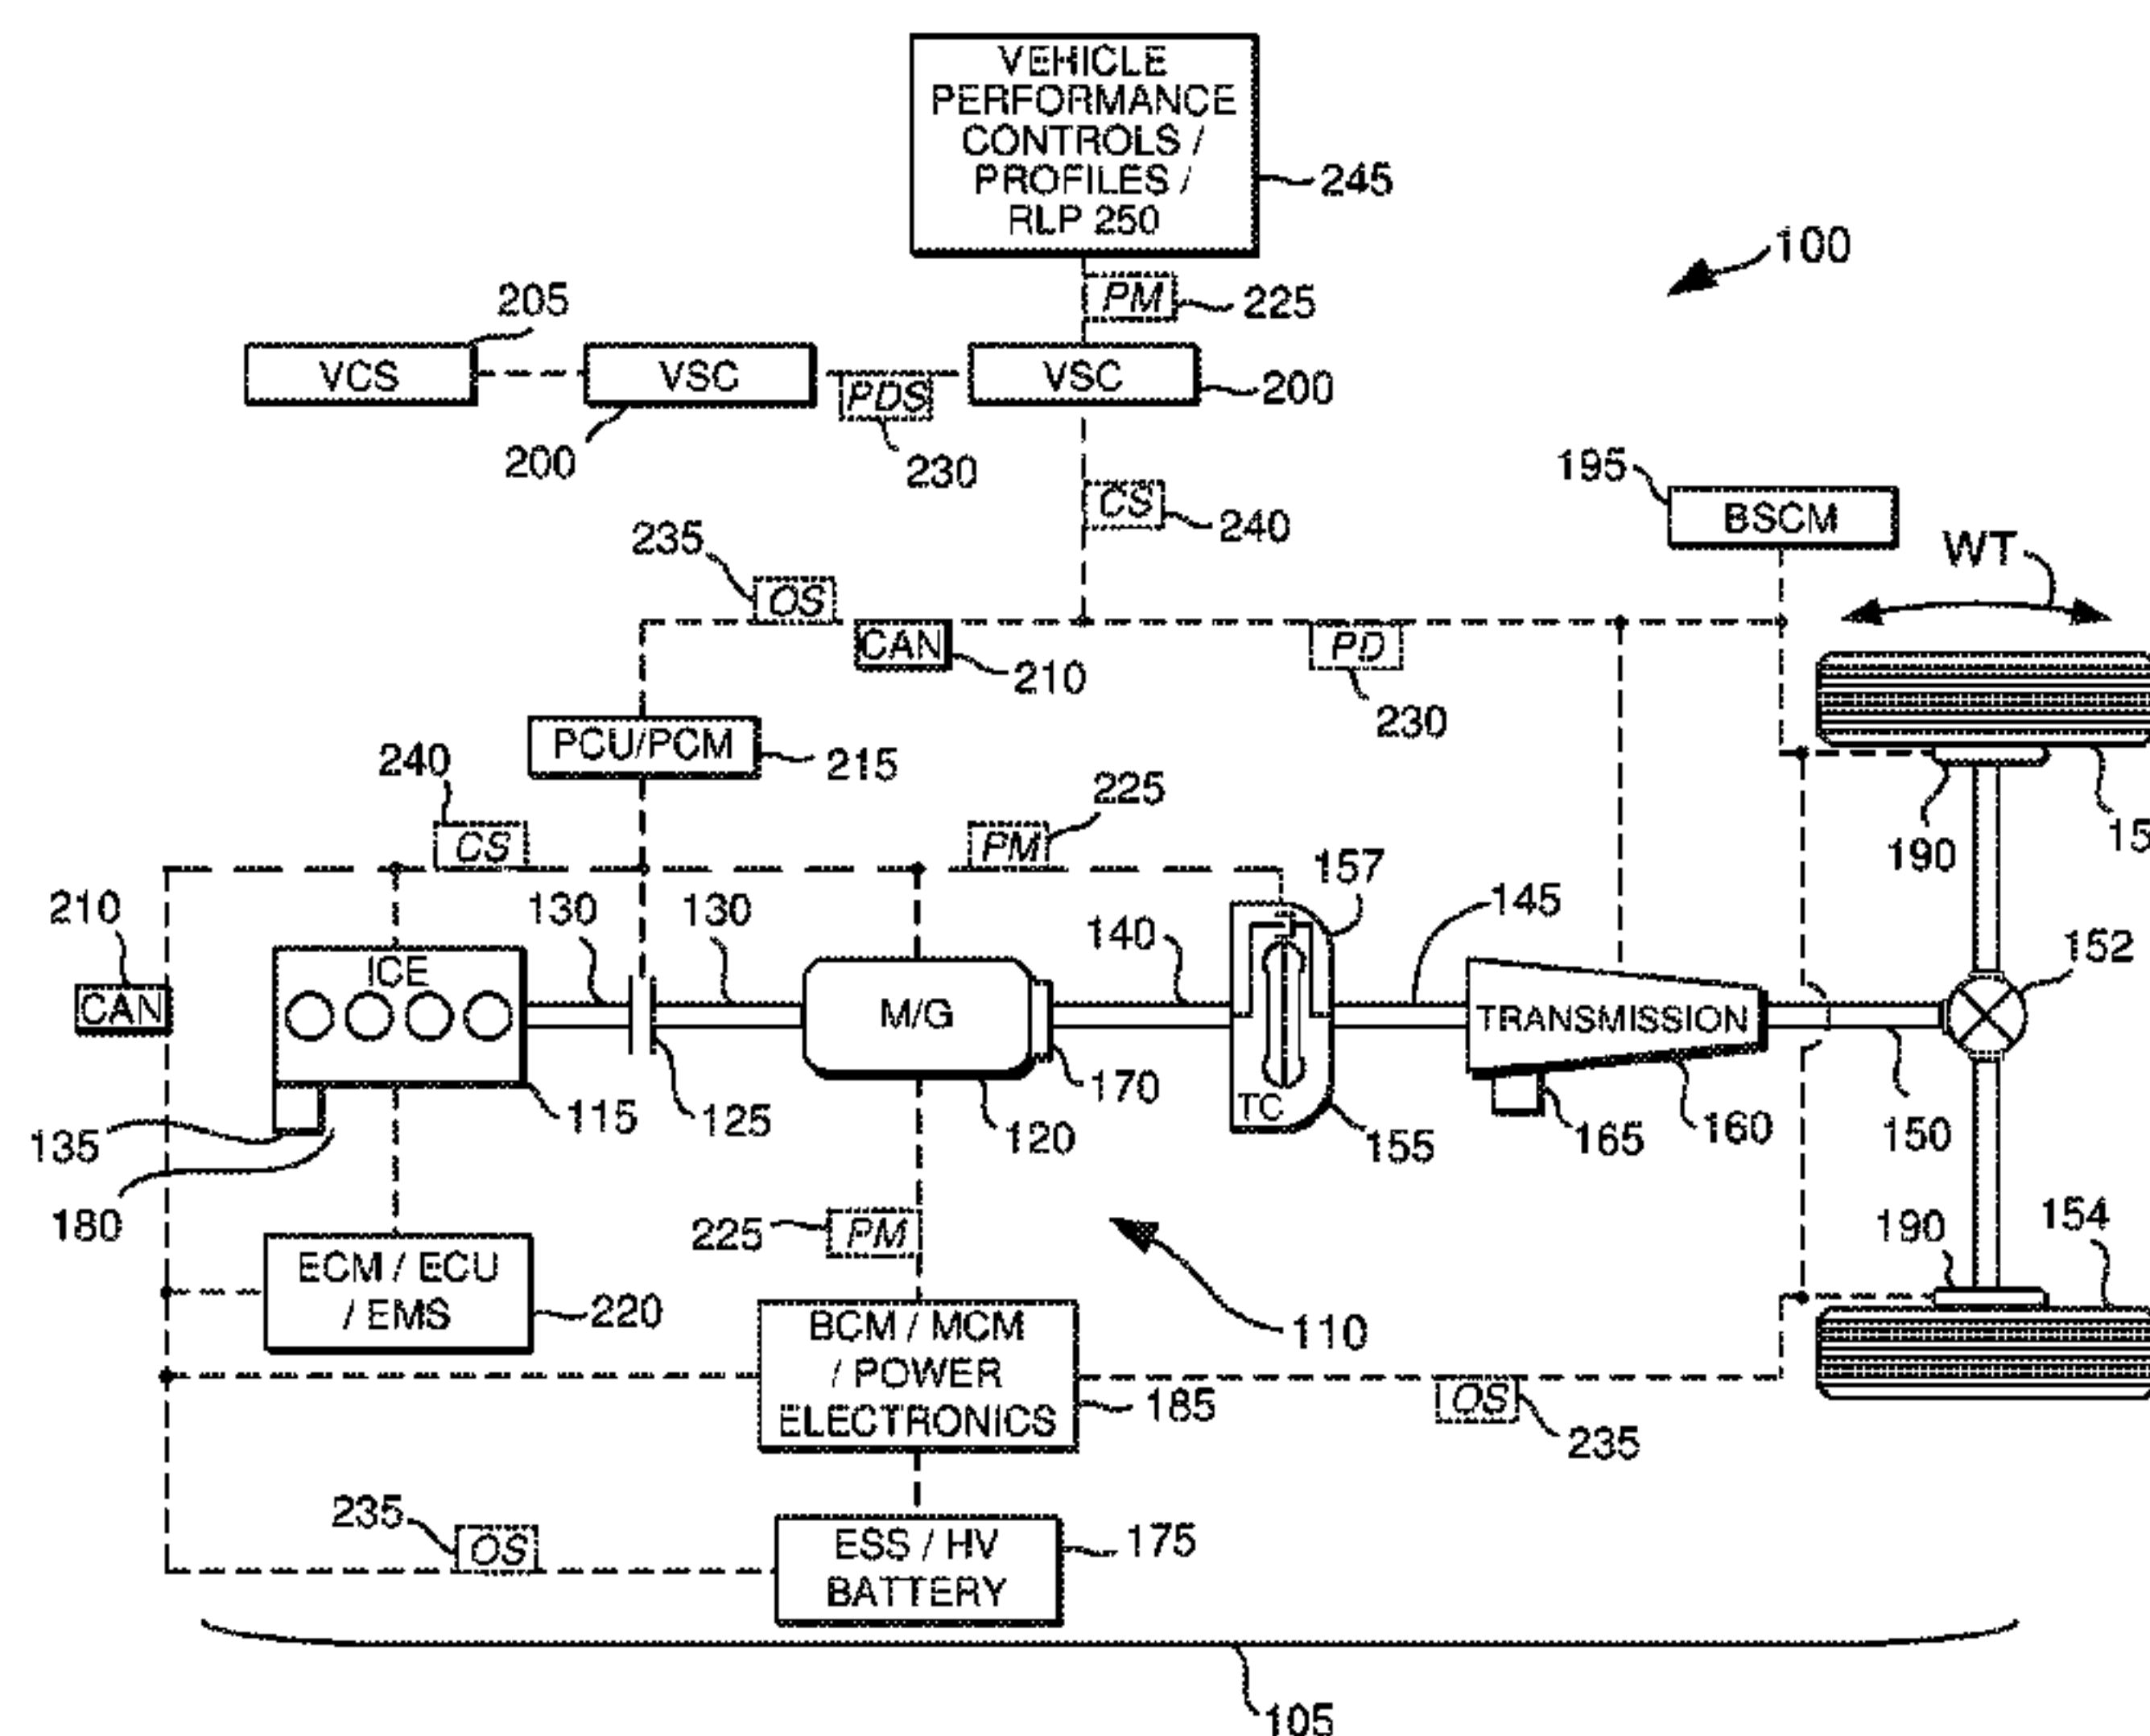 VEHICLE
PERFORMANCE
CONTROLS /
PROFILES /
RLP 250
245
100
PM
225
205
VCS
VSC
PDS
VSC
200
200
230
195
BSCM
CS
240
WT
235
OS
CAN
210
PD
230
PCU/PCM
215
240
CS
PM
225
190
15
157
210
130
130
140
145
152
CAN
ICE
M/G
TRANSMISSION
TC
170
135
115
125
120
155
165
160
150
180
225
PM
190
154
ECM / ECU
/ EMS
220
110
BCM / MCM
/ POWER
ELECTRONICS
185
OS
235
235
OS
ESS / HV
BATTERY
175
105